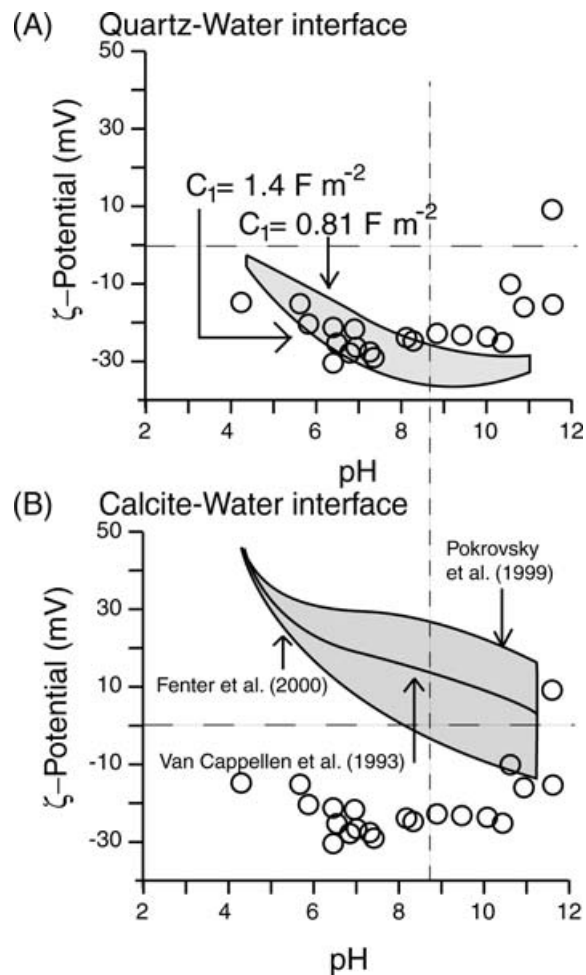 (A) Quartz-Water interface
50
10
-10
-30
ζ–Potential (mV)
C1= 1.4 F m-2
C1= 0.81 F m-2
2 4 6 8 10 12
pH
(B) Calcite-Water interface
50
30
10
-10
-30
ζ–Potential (mV)
Pokrovsky
et al. (1999)
Fenter et al. (2000)
Van Cappellen et al. (1993)
2 4 6 8 10 12
pH